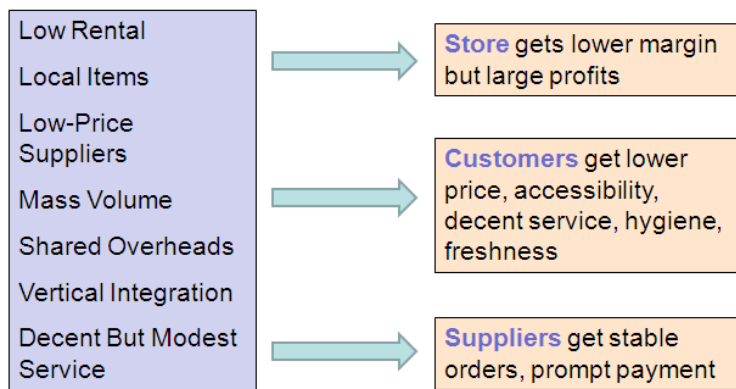 Low Rental
Local Items
Low-Price
Suppliers
Mass Volume
Shared Overheads
Vertical Integration
Decent But Modest
Service
Store gets lower margin
but large profits
Customers get lower
price, accessibility,
decent service, hygiene,
freshness
Suppliers get stable
orders, prompt payment